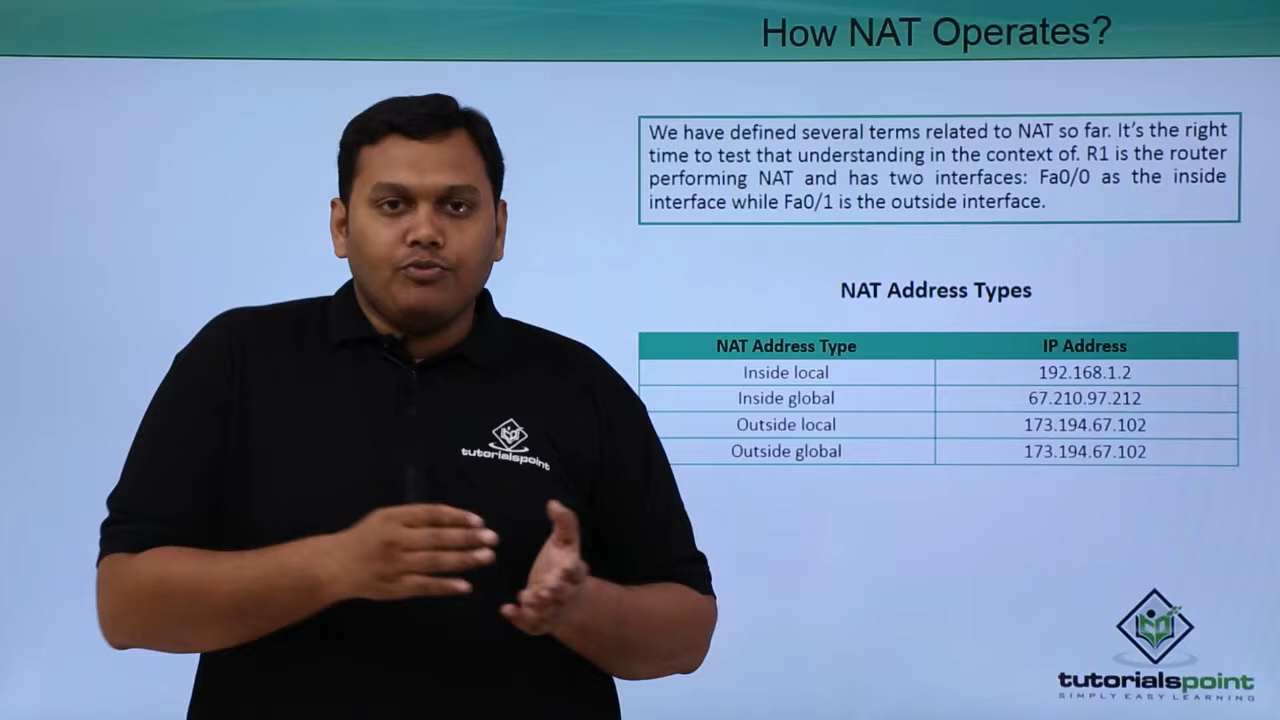 How NAT Operates?
We have defined several terms related to NAT so far. It's the right
time to test that understanding in the context of. R1 is the router
performing NAT and has two interfaces: Fa0/0 as the inside
interface while Fa0/1 is the outside interface.
NAT Address Types
NAT Address Type IP Address
Inside local 192.168.1.2
Inside global 67.210.97.212
Outside local 173.194.67.102
Outside global 173.194.67.102
tutorialspoint
tutorialspoint
SIMPLY EASY LEARNING